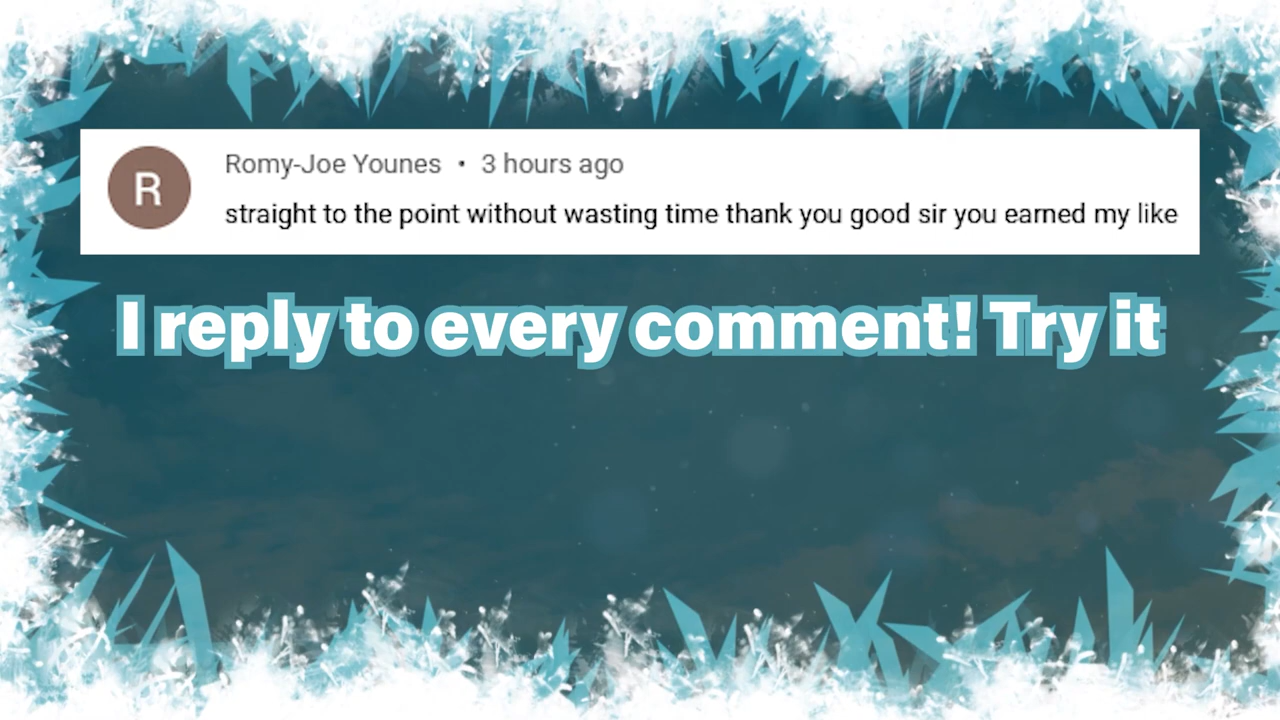 R
Romy-Joe Younes • 3 hours ago
straight to the point without wasting time thank you good sir you earned my like
I reply to every comment! Try it